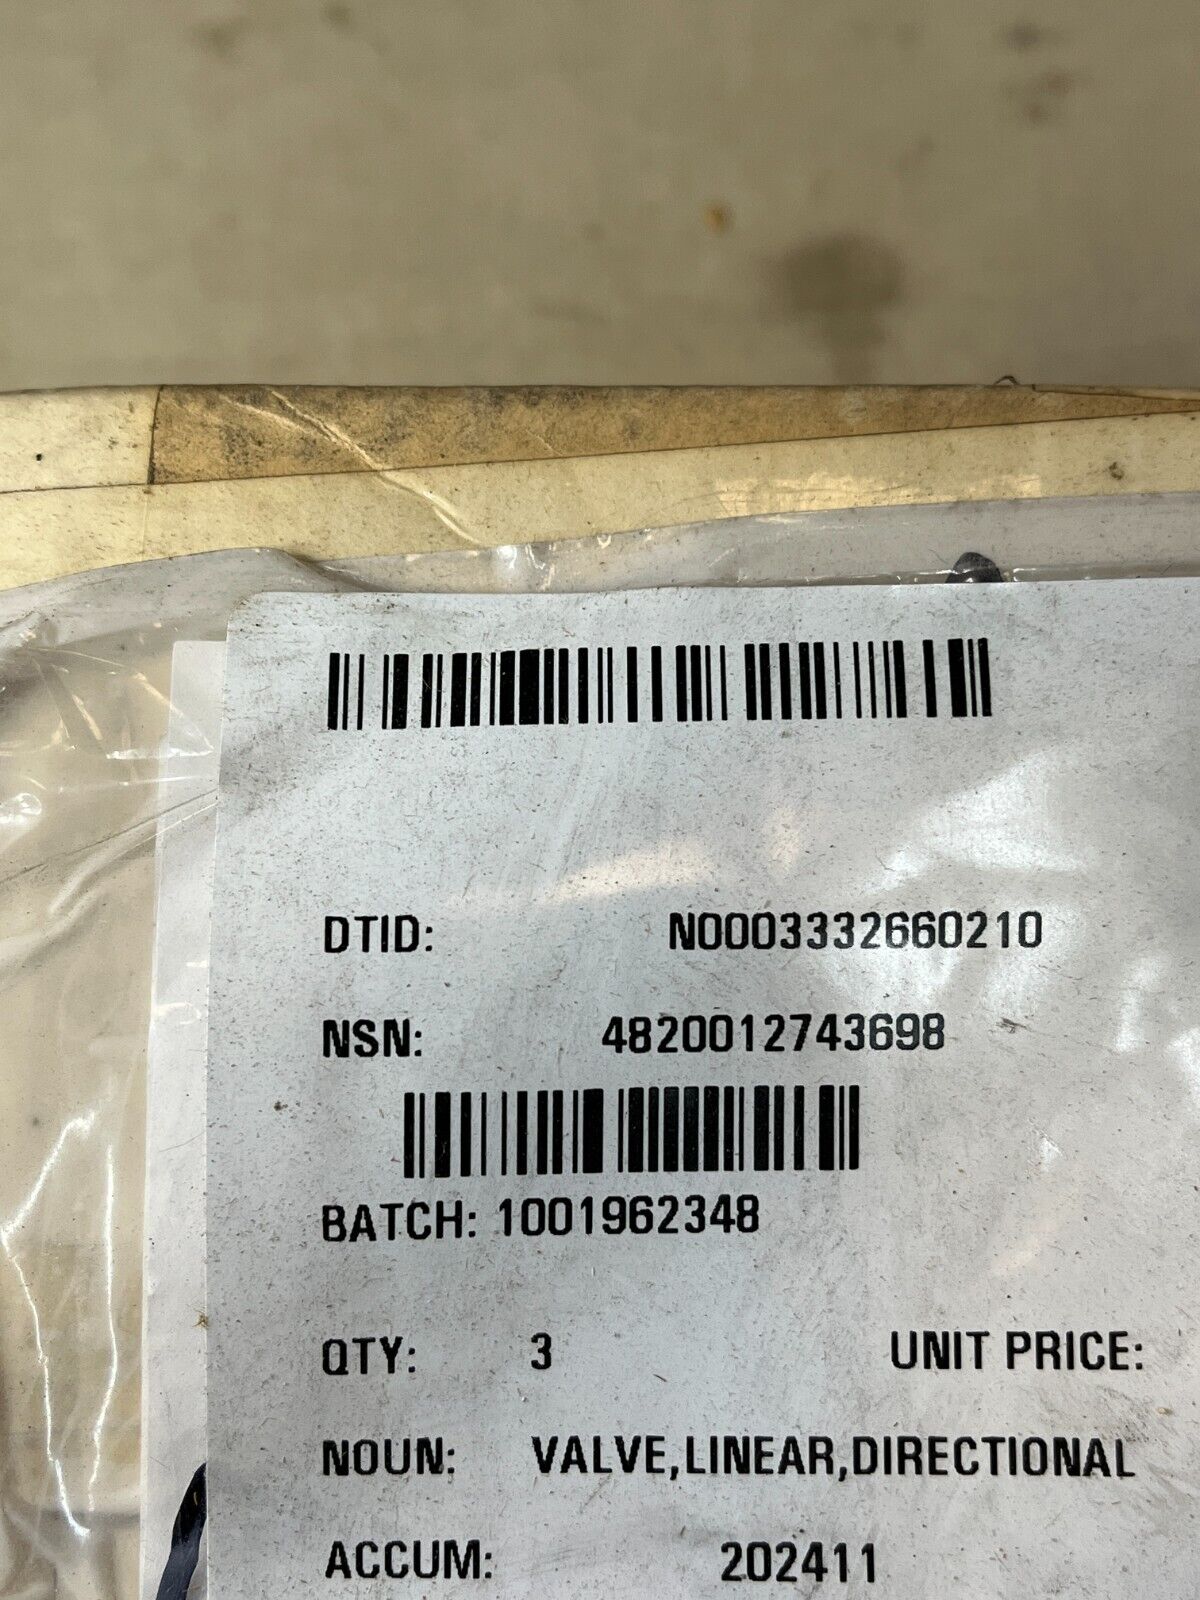 DTID: N0003332660210
NSN: 4820012743698
BATCH: 1001962348
QTY: 3 UNIT PRICE:
NOUN: VALVE,LINEAR,DIRECTIONAL
ACCUM: 202411